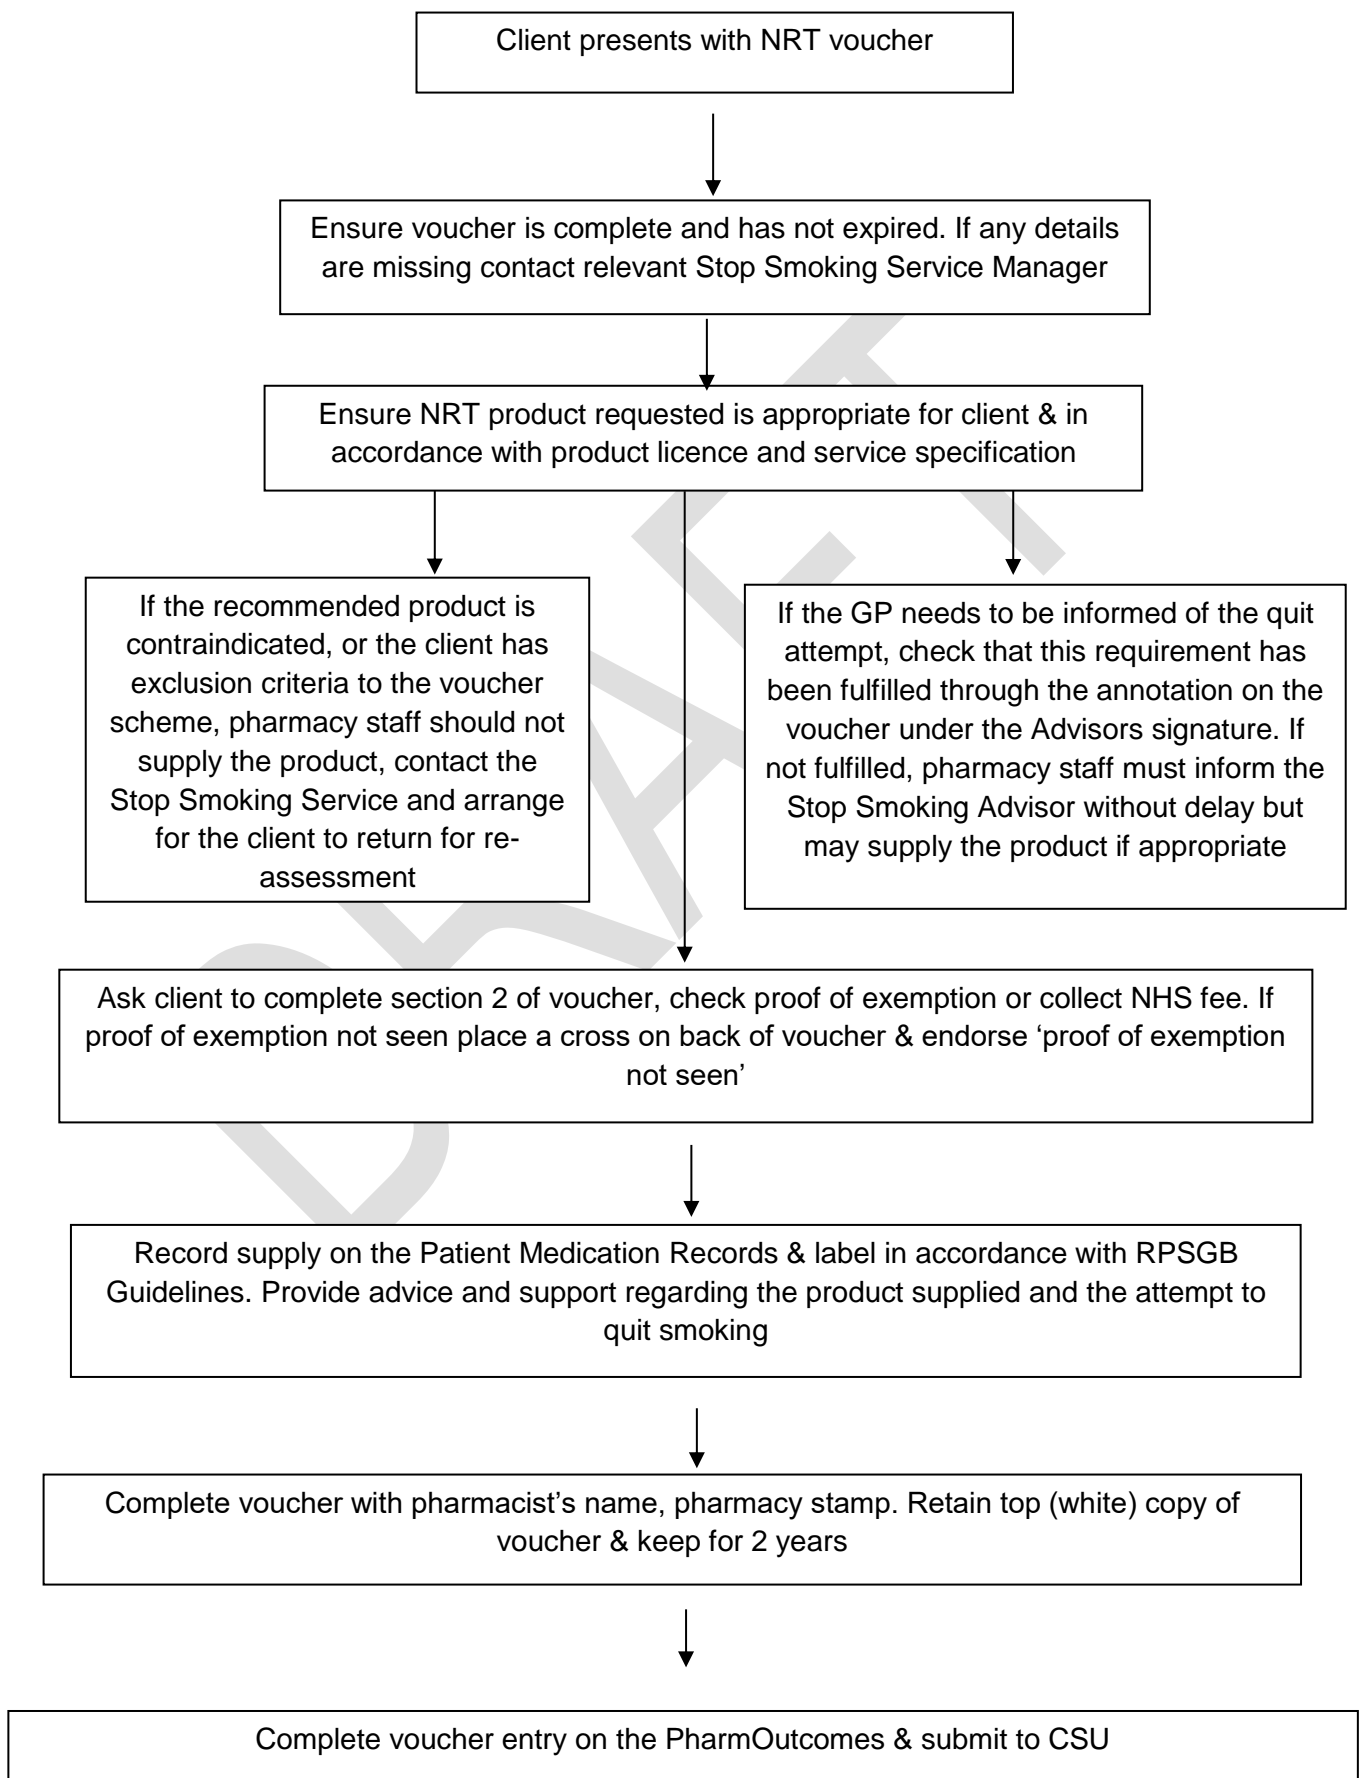 Client presents with NRT voucher
Ensure voucher is complete and has not expired. If any details
are missing contact relevant Stop Smoking Service Manager
Ensure NRT product requested is appropriate for client & in
accordance with product licence and service specification
If the recommended product is
contraindicated, or the client has
exclusion criteria to the voucher
scheme, pharmacy staff should not
supply the product, contact the
Stop Smoking Service and arrange
for the client to return for re-
assessment
If the GP needs to be informed of the quit
attempt, check that this requirement has
been fulfilled through the annotation on the
voucher under the Advisors signature. If
not fulfilled, pharmacy staff must inform the
Stop Smoking Advisor without delay but
may supply the product if appropriate
Ask client to complete section 2 of voucher, check proof of exemption or collect NHS fee. If
proof of exemption not seen place a cross on back of voucher & endorse ‘proof of exemption
not seen’
Record supply on the Patient Medication Records & label in accordance with RPSGB
Guidelines. Provide advice and support regarding the product supplied and the attempt to
quit smoking
Complete voucher with pharmacist’s name, pharmacy stamp. Retain top (white) copy of
voucher & keep for 2 years
Complete voucher entry on the PharmOutcomes & submit to CSU
DRAFT